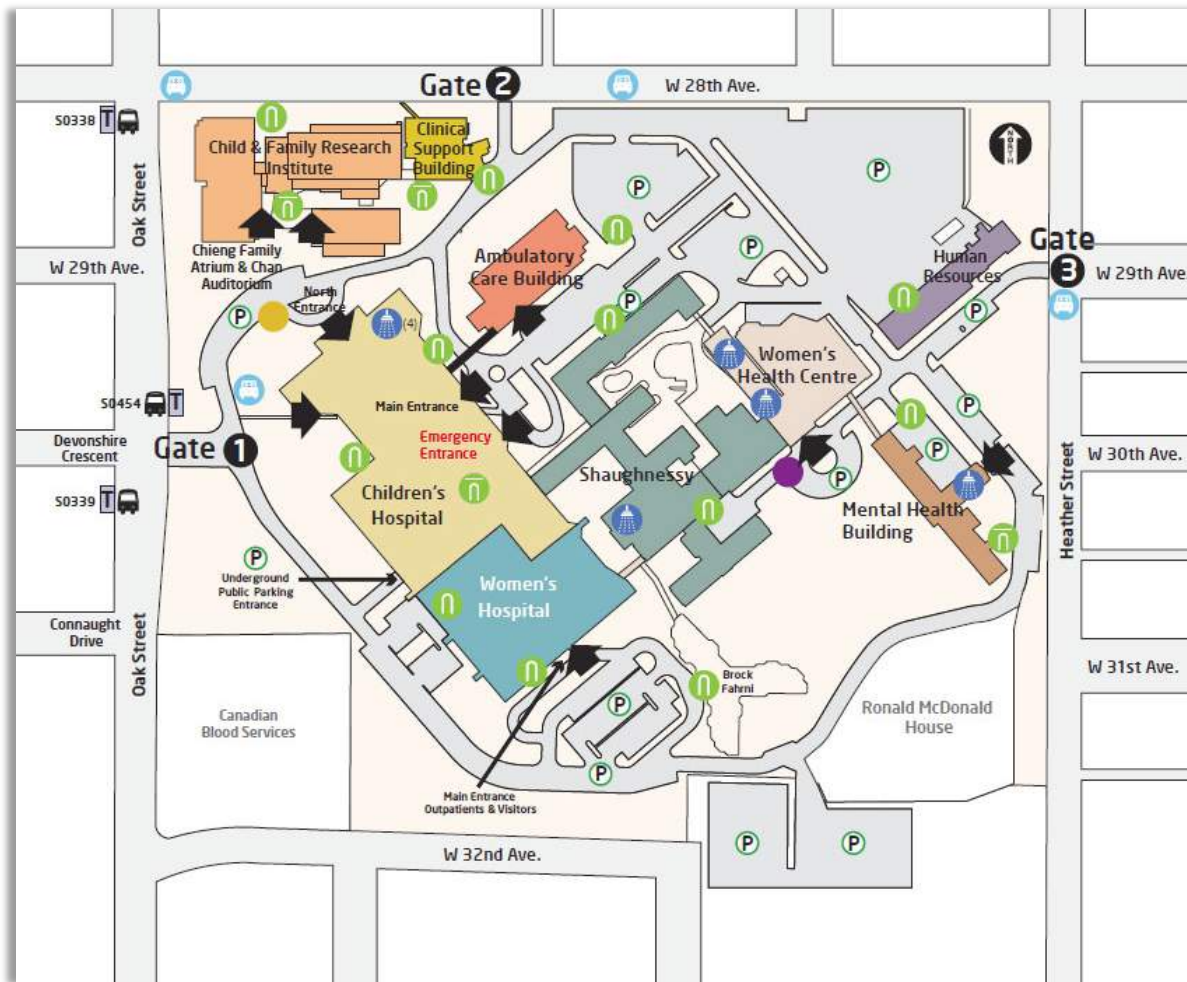 Gate 2
W 28th Ave.
S0338 T
Clinical
Support
Building
Child & Family Research
Institute
NORTH
Oak Street
W 29th Ave.
Chieng Family
Atrium & Chan
Auditorium
North
Entrance
Ambulatory
Care Building
P
P
P
P
P
Human
Resources
Gate
3
W 29th Ave
P
(4)
Women's
Health Centre
Main Entrance
S0454 T
Devonshire
Crescent
Gate 1
Emergency
Entrance
P
P
P
W 30th Ave.
Shaughnessy
Children's
Hospital
S0339 T
Mental Health
Building
Heather Street
P
Underground
Public Parking
Entrance
Women's
Hospital
Connaught
Drive
Oak Street
W 31st Ave.
Brock
Fahrni
Canadian
Blood Services
P
P
Ronald McDonald
House
Main Entrance
Outpatients & Visitors
P
P
W 32nd Ave.